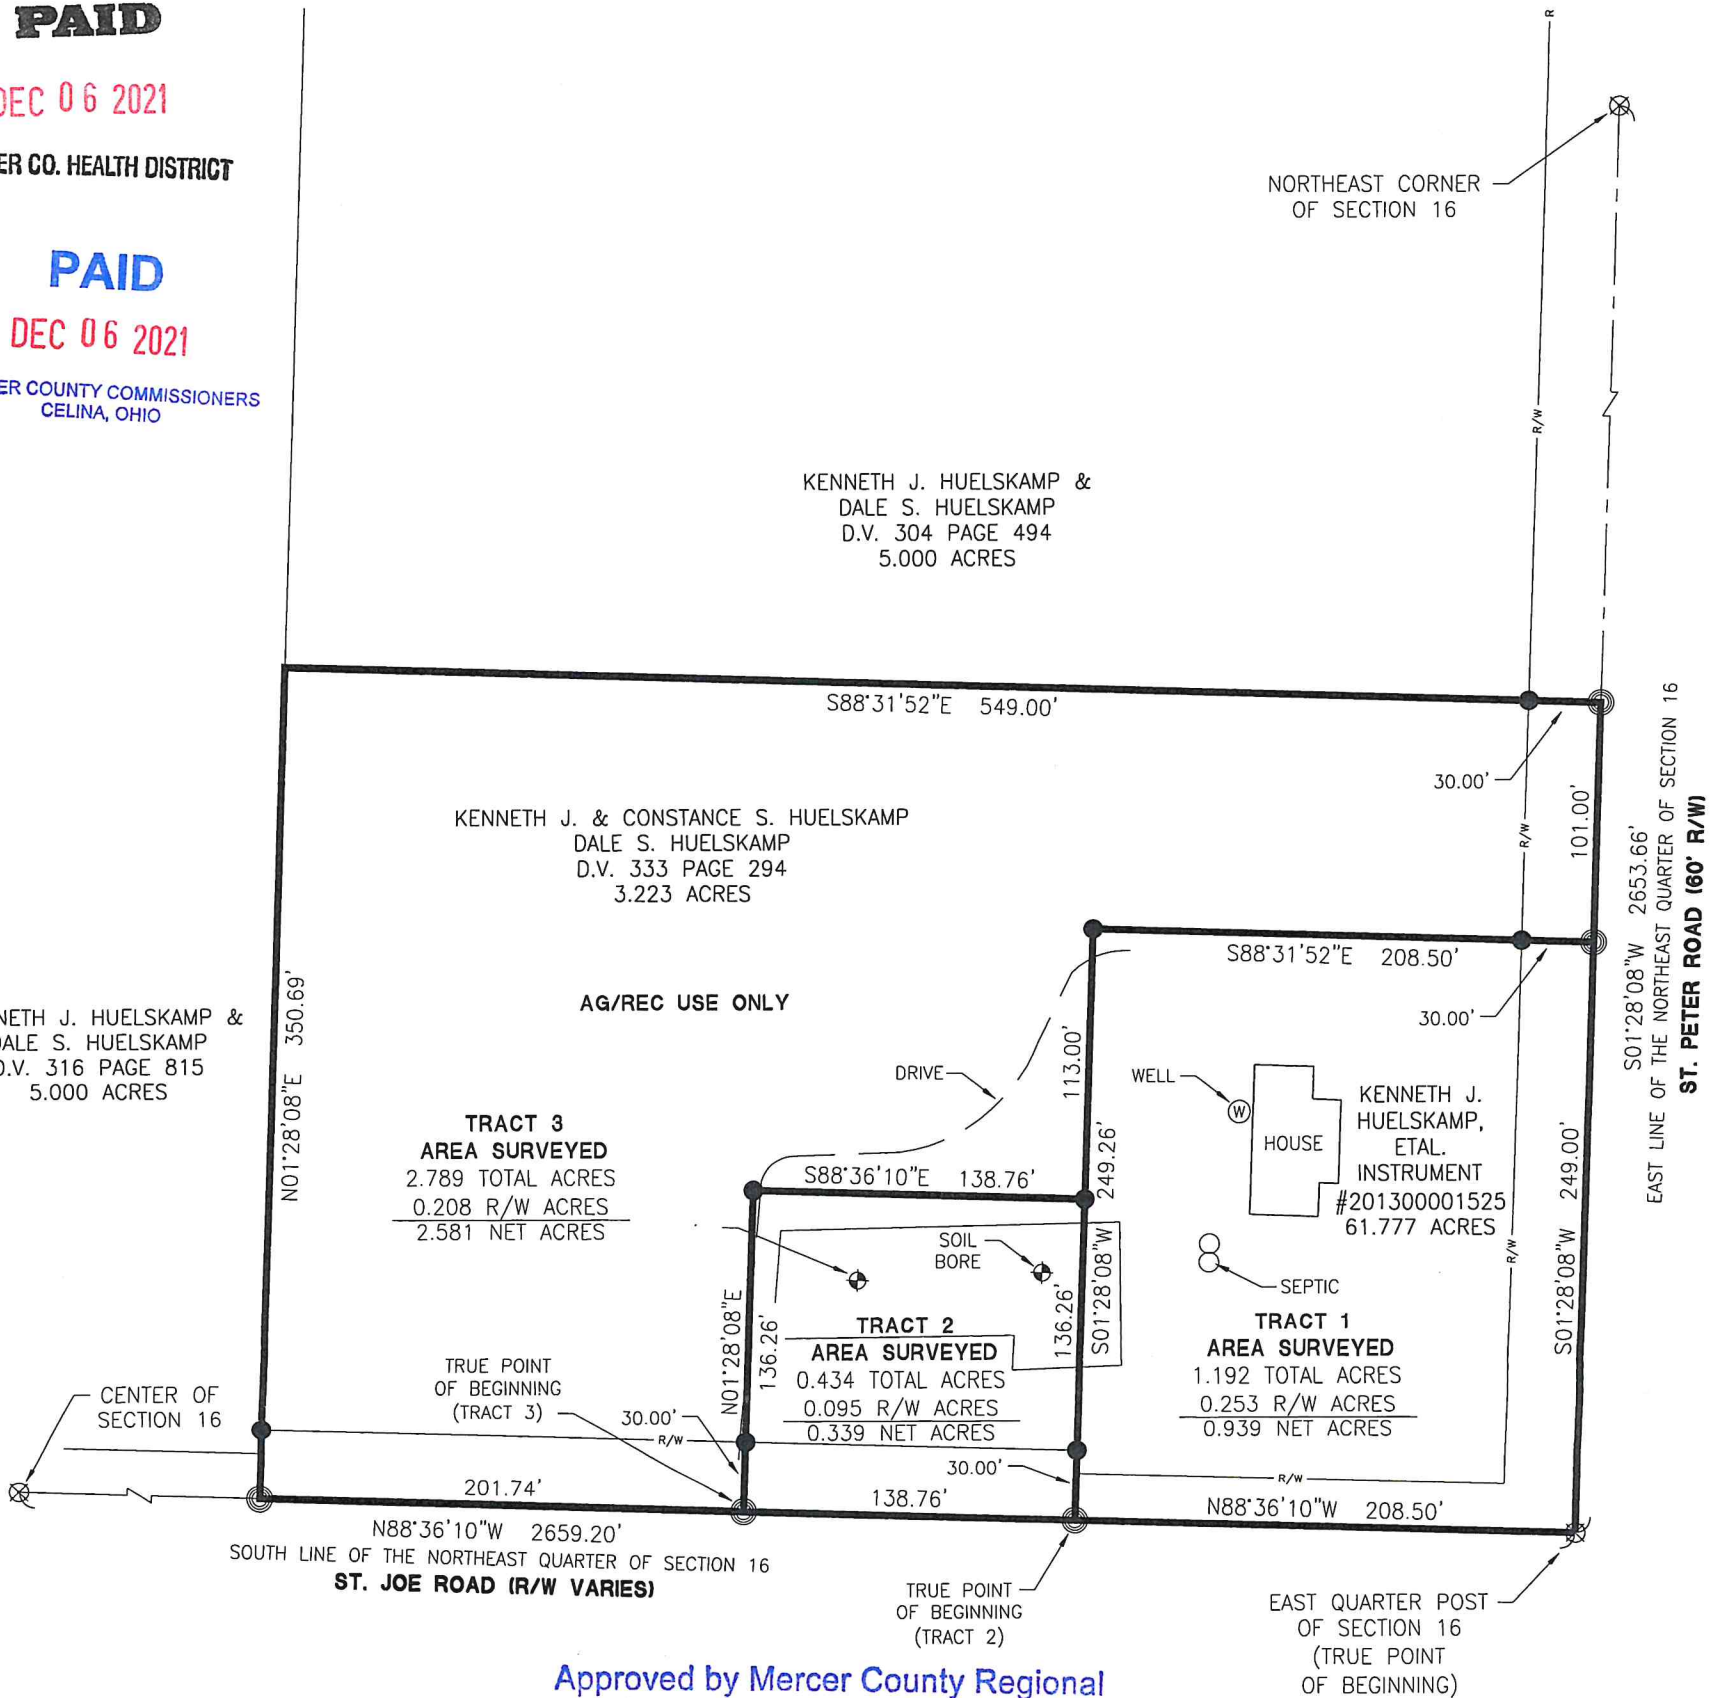 PAID
DEC 06 2021
ER CO. HEALTH DISTRICT
PAID
DEC 06 2021
ER COUNTY COMMISSIONERS
CELINA, OHIO
R
NORTHEAST CORNER
OF SECTION 16
R/W
KENNETH J. HUELSKAMP &
DALE S. HUELSKAMP
D.V. 304 PAGE 494
5.000 ACRES
S88°31'52"E 549.00'
30.00'
101.00'
R/W
S01°28'08"W 2653.66'
EAST LINE OF THE NORTHEAST QUARTER OF SECTION 16
ST. PETER ROAD (60' R/W)
KENNETH J. & CONSTANCE S. HUELSKAMP
DALE S. HUELSKAMP
D.V. 333 PAGE 294
3.223 ACRES
S88°31'52"E 208.50'
30.00'
AG/REC USE ONLY
N01°28'08"E 350.69'
NETH J. HUELSKAMP &
DALE S. HUELSKAMP
D.V. 316 PAGE 815
5.000 ACRES
113.00'
DRIVE
WELL
W
HOUSE
KENNETH J.
HUELSKAMP,
ETAL.
INSTRUMENT
#201300001525
61.777 ACRES
249.26'
S01°28'08"W
S01°28'08"W 249.00'
R/W
TRACT 3
AREA SURVEYED
2.789 TOTAL ACRES
0.208 R/W ACRES
2.581 NET ACRES
S88°36'10"E 138.76'
SOIL
BORE
SEPTIC
N01°28'08"E
136.26'
136.26'
TRACT 2
AREA SURVEYED
0.434 TOTAL ACRES
0.095 R/W ACRES
0.339 NET ACRES
TRACT 1
AREA SURVEYED
1.192 TOTAL ACRES
0.253 R/W ACRES
0.939 NET ACRES
TRUE POINT
OF BEGINNING
(TRACT 3)
CENTER OF
SECTION 16
30.00'
R/W
30.00'
R/W
201.74'
138.76'
N88°36'10"W 208.50'
N88°36'10"W 2659.20'
SOUTH LINE OF THE NORTHEAST QUARTER OF SECTION 16
ST. JOE ROAD (R/W VARIES)
TRUE POINT
OF BEGINNING
(TRACT 2)
EAST QUARTER POST
OF SECTION 16
(TRUE POINT
OF BEGINNING)
Approved by Mercer County Regional